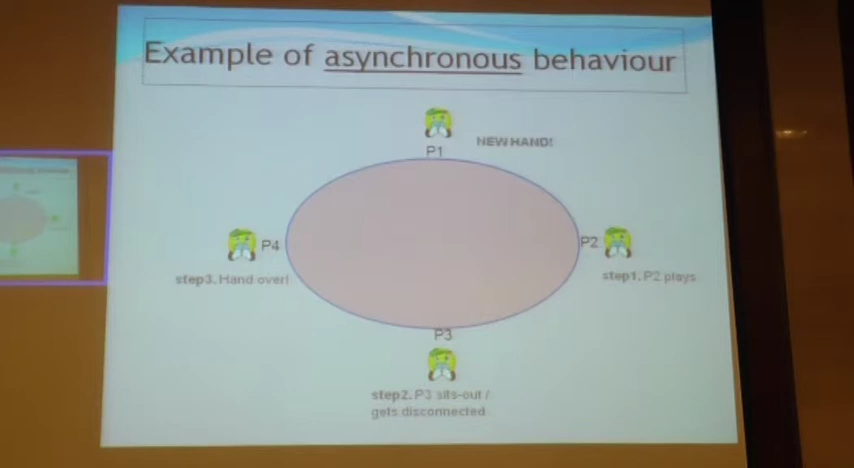 Example of asynchronous behaviour
P1
NEW HAND!
P4
P2
step3. Hand over!
step1. P2 plays
P3
step2. P3 sits-out /
gets disconnected